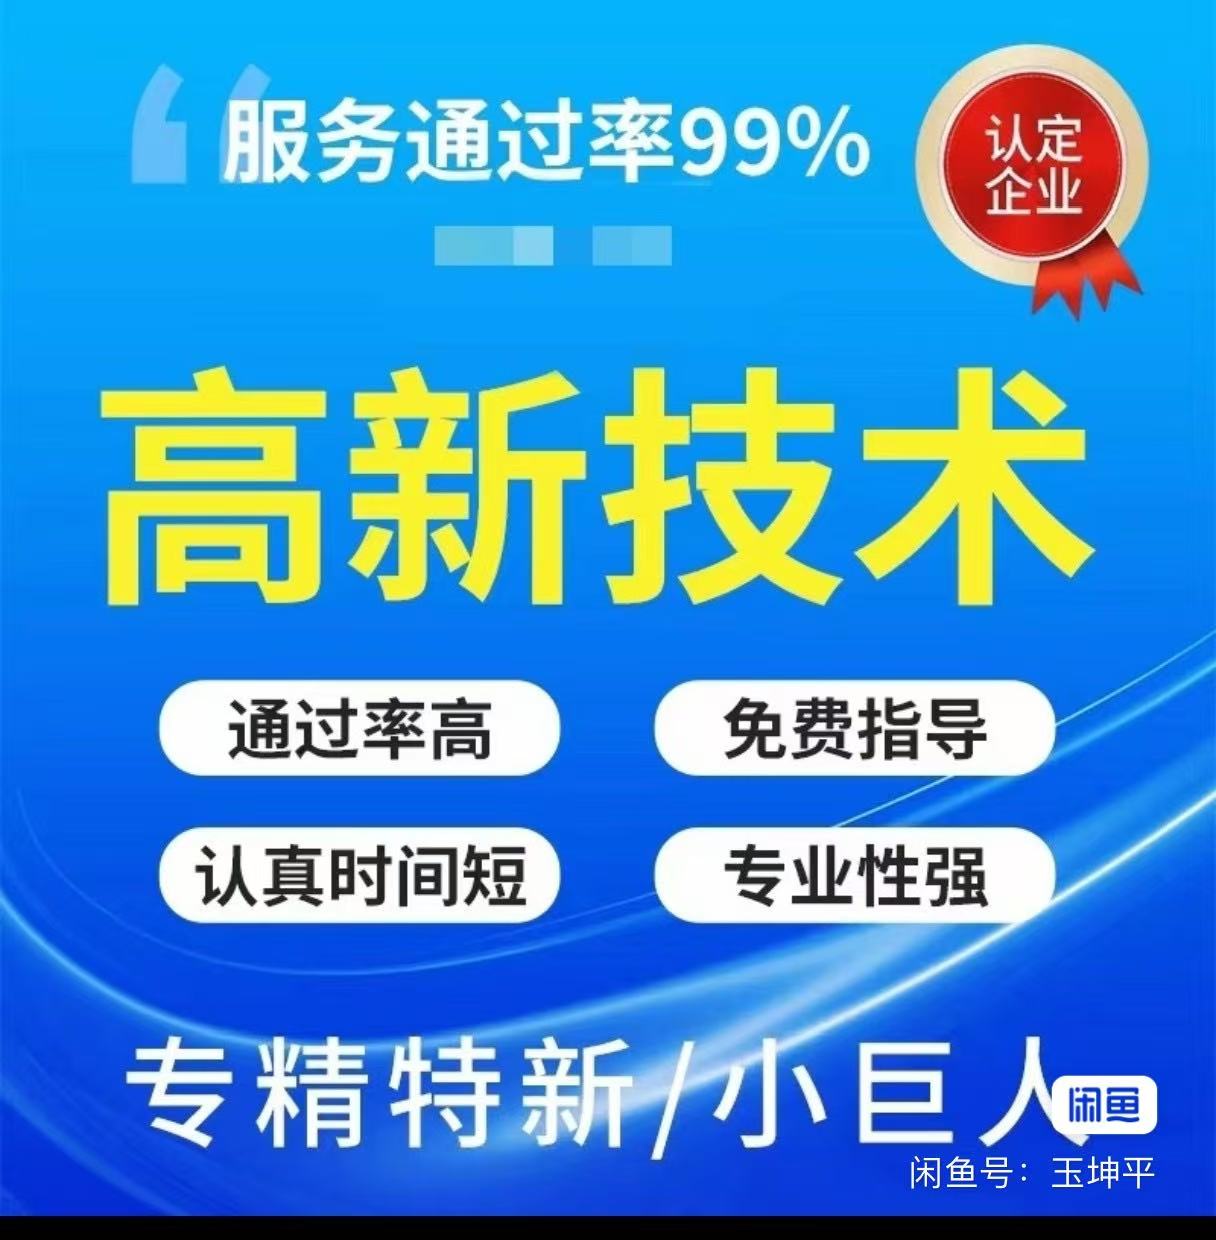 服务通过率99%
认定
企业
高新技术
通过率高
免费指导
认真时间短
专业性强
专精特新/小巨人
闲鱼
闲鱼号：玉坤平